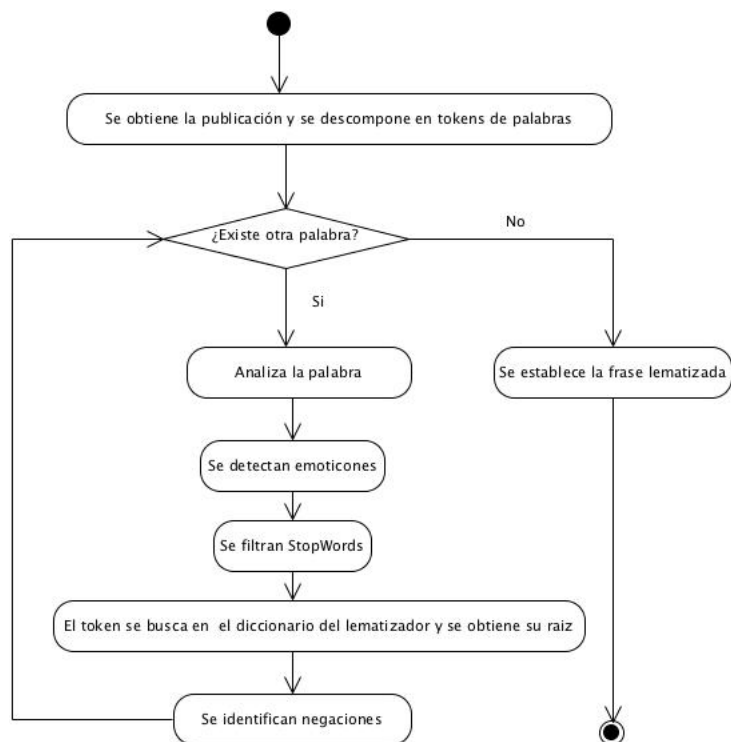 Se obtiene la publicación y se descompone en tokens de palabras
¿Existe otra palabra?
No
Si
Analiza la palabra
Se establece la frase lematizada
Se detectan emoticones
Se filtran StopWords
El token se busca en el diccionario del lematizador y se obtiene su raiz
Se identifican negaciones